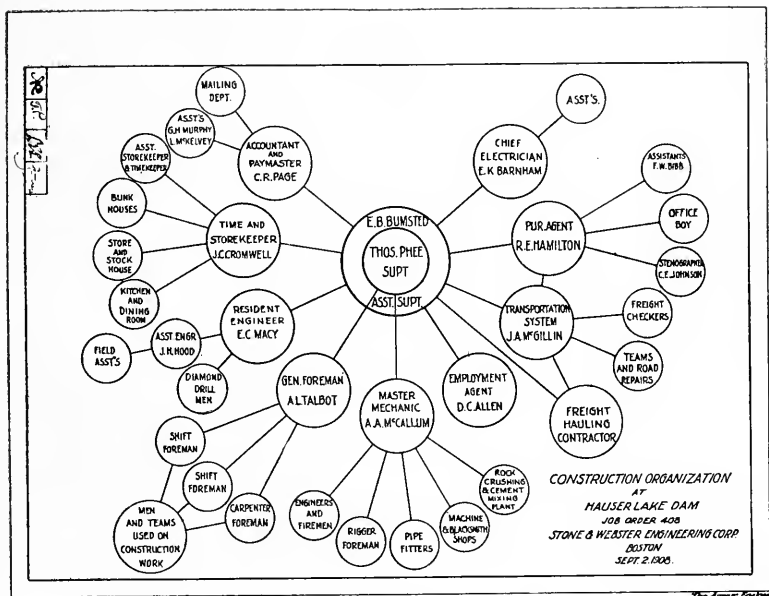 MAILING
DEPT.
ASST'S
G.H MURPHY
L.McKELVEY
ACCOUNTANT
AND
PAYMASTER
C.R.PAGE
ASST.
STOREKEEPER
& TIMEKEEPER
BUNK
HOUSES
STORE
AND
STOCK
HOUSE
KITCHEN
AND
DINING
ROOM
TIME AND
STOREKEEPER
J.C.CROMWELL
RESIDENT
ENGINEER
E.C. MACY
ASST ENGR
J.H.HOOD
FIELD
ASST'S
DIAMOND
DRILL
MEN
GEN. FOREMAN
A.L.TALBOT
SHIFT
FOREMAN
SHIFT
FOREMAN
CARPENTER
FOREMAN
MEN
AND TEAMS
USED ON
CONSTRUCTION
WORK
E.B.BUMSTED
THOS. PHEE
SUPT
ASST. SUPT.
MASTER
MECHANIC
A.A.McCALLUM
ENGINEERS
AND
FIREMEN
RIGGER
FOREMAN
PIPE
FITTERS
MACHINE
& BLACKSMITH
SHOPS
ROCK
CRUSHING
& CEMENT
MIXING
PLANT
EMPLOYMENT
AGENT
D.C.ALLEN
ASST'S.
CHIEF
ELECTRICIAN
E.K BARNHAM
PUR. AGENT
R.E.HAMILTON
ASSISTANTS
F.W.BIBB
OFFICE
BOY
STENOGRAPHER
C.E.JOHNSON
TRANSPORTATION
SYSTEM
J.A.McGILLIN
FREIGHT
CHECKERS
TEAMS
AND ROAD
REPAIRS
FREIGHT
HAULING
CONTRACTOR
CONSTRUCTION ORGANIZATION
AT
HAUSER LAKE DAM
JOB ORDER 408
STONE & WEBSTER ENGINEERING CORP.
BOSTON
SEPT. 2. 1908.